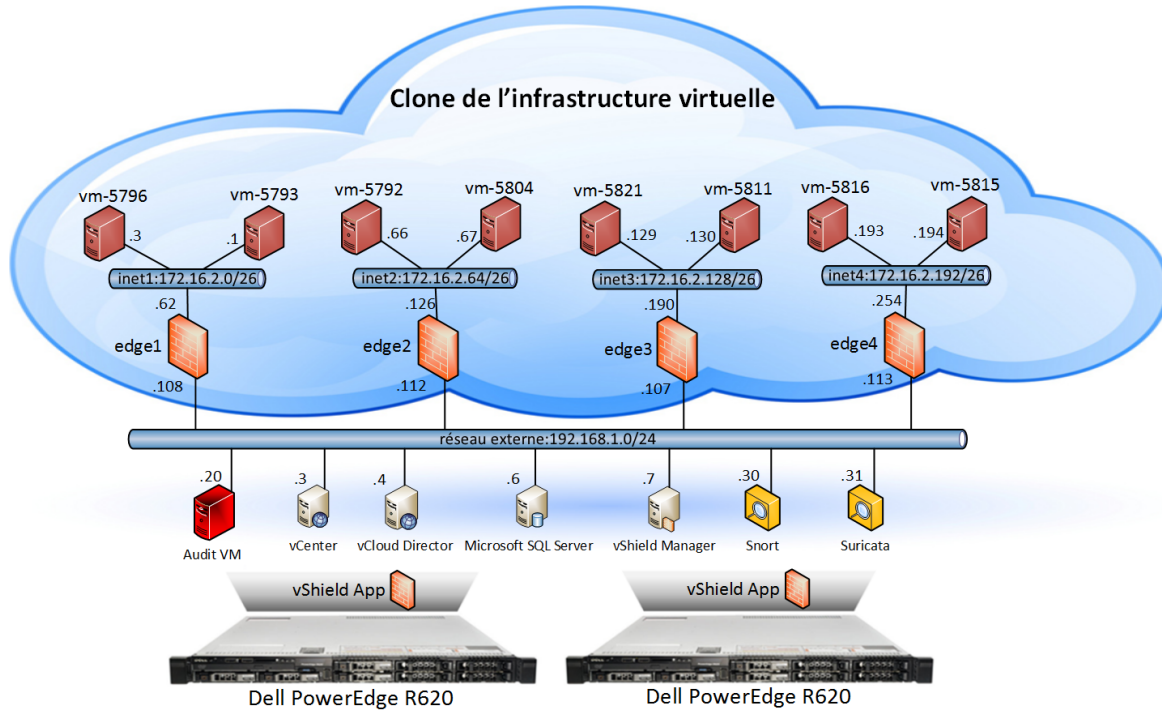 Clone de l'infrastructure virtuelle
vm-5796
vm-5793
vm-5792
vm-5804
vm-5821
vm-5811
vm-5816
vm-5815
.3
.1
.66
.67
.129
.130
.193
.194
inet1:172.16.2.0/26
inet2:172.16.2.64/26
inet3:172.16.2.128/26
inet4:172.16.2.192/26
.62
.126
.190
.254
edge1
edge2
edge3
edge4
.108
.112
.107
.113
réseau externe:192.168.1.0/24
.20
.3
.4
.6
.7
.30
.31
Audit VM
vCenter
vCloud Director
Microsoft SQL Server
vShield Manager
Snort
Suricata
vShield App
vShield App
Dell PowerEdge R620
Dell PowerEdge R620